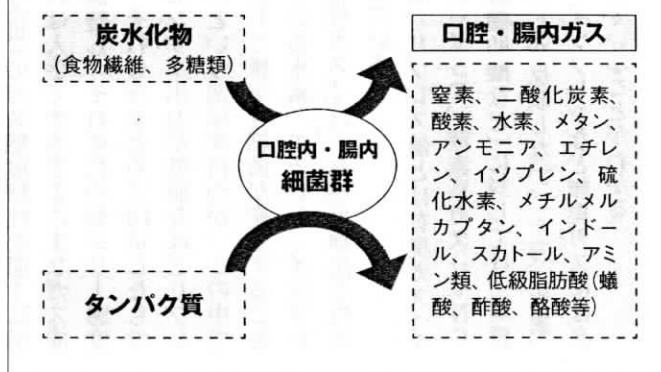 炭水化物
(食物繊維、多糖類)
口腔内・腸内
細菌群
タンパク質
口腔・腸内ガス
窒素、二酸化炭素、
酸素、水素、メタン、
アンモニア、エチレ
ン、イソプレン、硫
化水素、メチルメル
カプタン、インドー
ル、スカトール、アミ
ン類、低級脂肪酸(蟻
酸、酢酸、酪酸等)